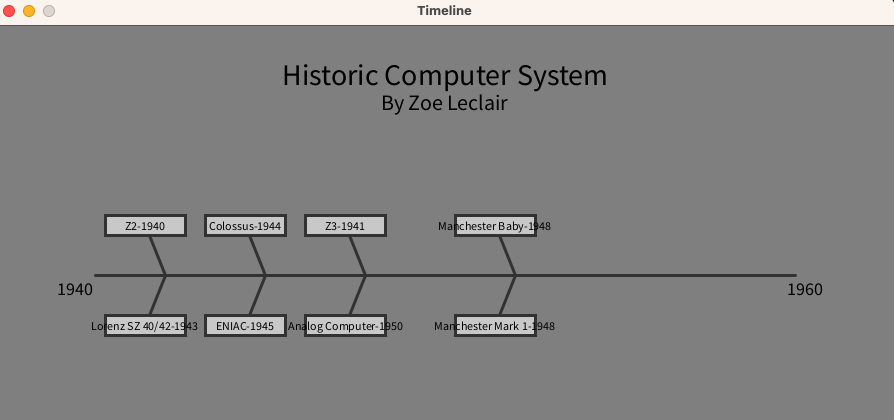 Timeline
Historic Computer System
By Zoe Leclair
Z2-1940
Colossus-1944
Z3-1941
Manchester Baby-1948
1940
1960
Lorenz SZ 40/42-1943
ENIAC-1945
Analog Computer-1950
Manchester Mark 1-1948